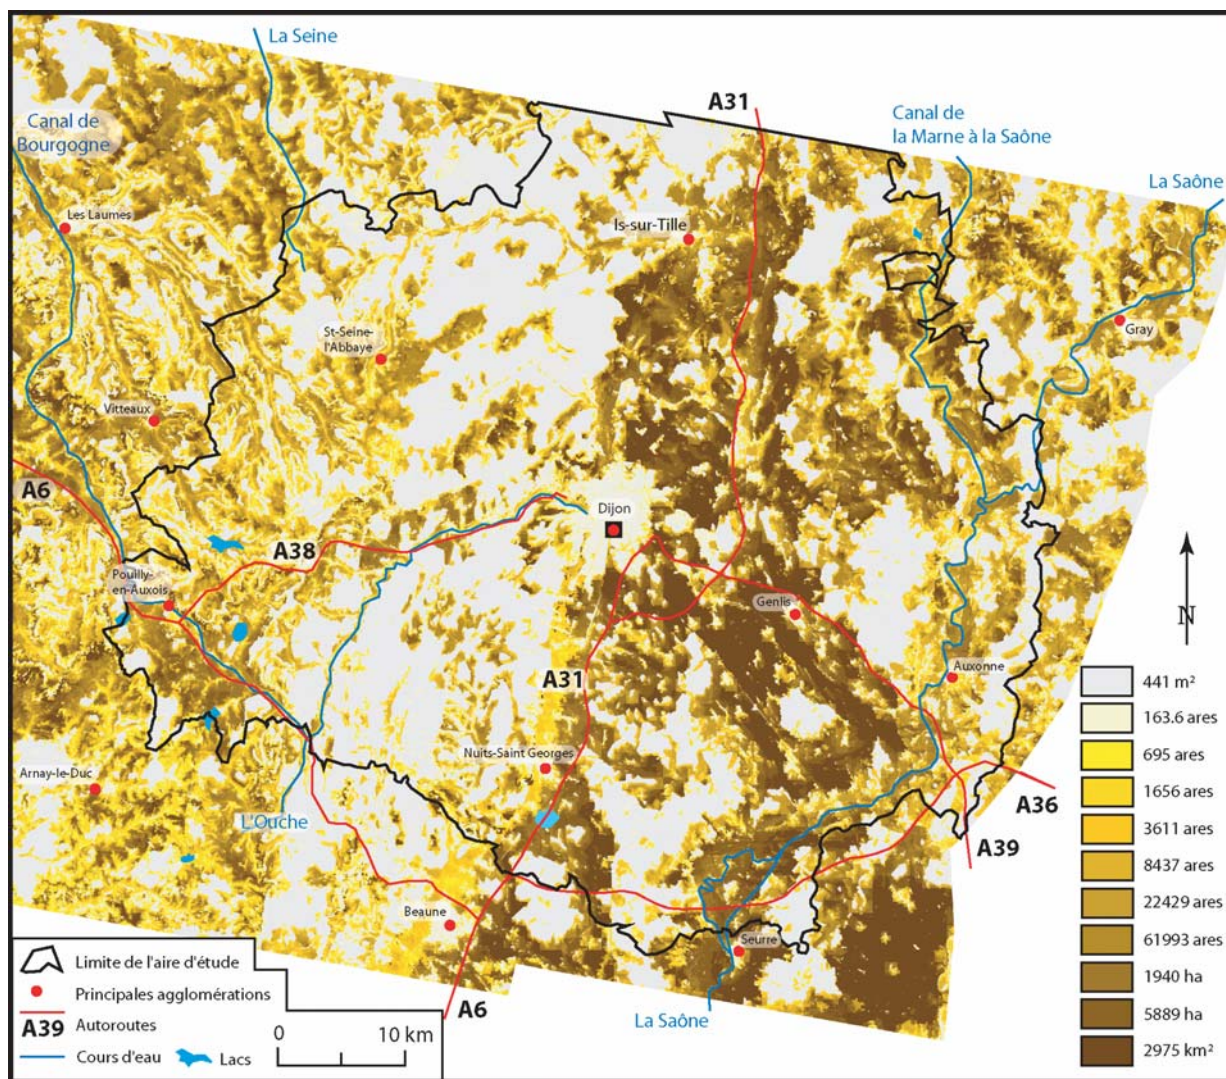 La Seine
A31
Canal de
la Marne à la Saône
Canal de
Bourgogne
La Saône
Les Laumes
Is-sur-Tille
Gray
St-Seine-
l'Abbaye
Vitteaux
A6
Dijon
A38
Pouilly-
en-Auxois
Genlis
N
Auxonne
A31
Nuits-Saint Georges
Arnay-le-Duc
L'Ouche
A36
A39
Beaune
Seurre
A6
La Saône
441 m²
163.6 ares
695 ares
1656 ares
3611 ares
8437 ares
22429 ares
61993 ares
1940 ha
5889 ha
2975 km²
Limite de l'aire d'étude
Principales agglomérations
A39 Autoroutes
Cours d'eau Lacs
0 10 km